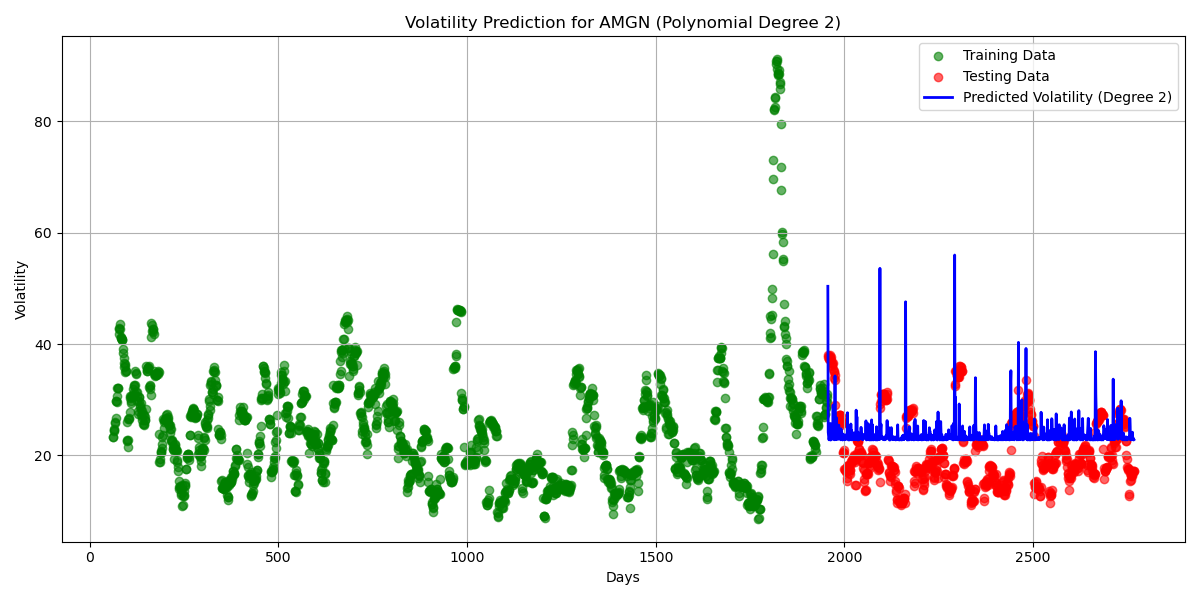 Volatility Prediction for AMGN (Polynomial Degree 2)
Training Data
Testing Data
Predicted Volatility (Degree 2)
80
60
40
20
Volatility
0 500 1000 1500 2000 2500
Days